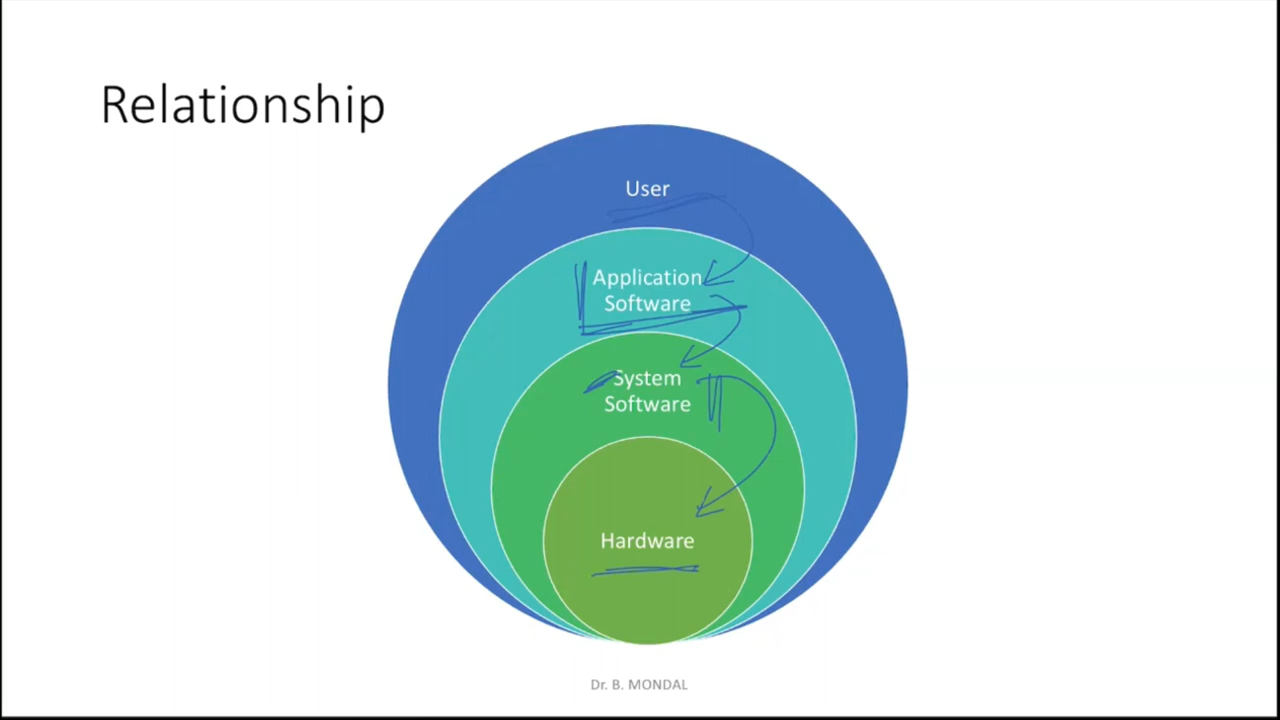 Relationship
User
Application
Software
System
Software
Hardware
Dr. B. MONDAL